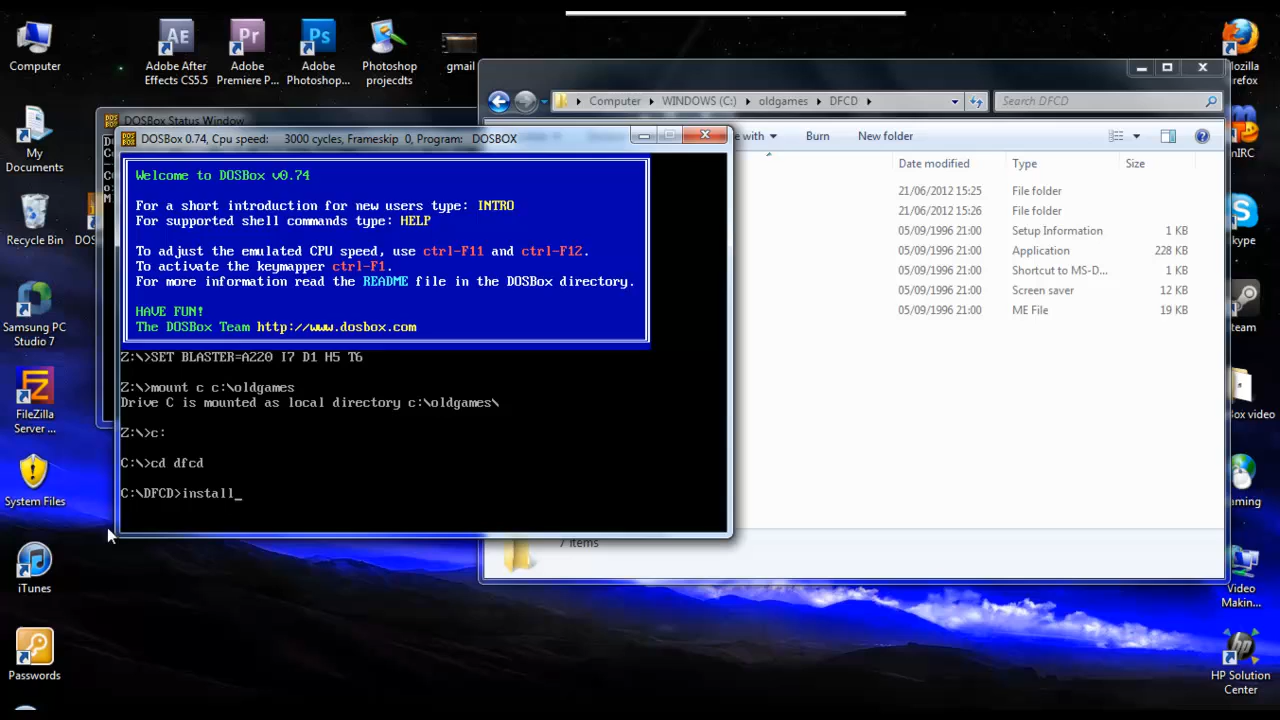 Computer
Adobe After
Effects CS5.5
Adobe
Premiere P...
Adobe
Photoshop...
Photoshop
projecdts
gmail
ozilla
irefox
Computer
WINDOWS (C:)
oldgames
DFCD
Search DFCD
DOSBox Status Window
DOSBox 0.74, Cpu speed: 3000 cycles, Frameskip 0, Program: DOSBOX
e with
Burn
New folder
My
Documents
mIRC
Date modified
Type
Size
Welcome to DOSBox v0.74
21/06/2012 15:25 File folder
For a short introduction for new users type: INTRO
21/06/2012 15:26 File folder
For supported shell commands type: HELP
05/09/1996 21:00 Setup Information 1 KB
Recycle Bin
DOS
kype
To adjust the emulated CPU speed, use ctrl-F11 and ctrl-F12.
05/09/1996 21:00 Application 228 KB
To activate the keymapper ctrl-F1.
05/09/1996 21:00 Shortcut to MS-D... 1 KB
For more information read the README file in the DOSBox directory.
05/09/1996 21:00 Screen saver 12 KB
HAVE FUN!
05/09/1996 21:00 ME File 19 KB
The DOSBox Team http://www.dosbox.com
Samsung PC
Studio 7
team
Z:\>SET BLASTER=A220 I7 D1 H5 T6
Z:\>mount c c:\oldgames
Drive C is mounted as local directory c:\oldgames\
FileZilla
Server ...
Box video
Z:\>c:
C:\>cd dfcd
C:\DFCD>install_
System Files
aming
7 items
iTunes
Video
Makin...
Passwords
HP Solution
Center